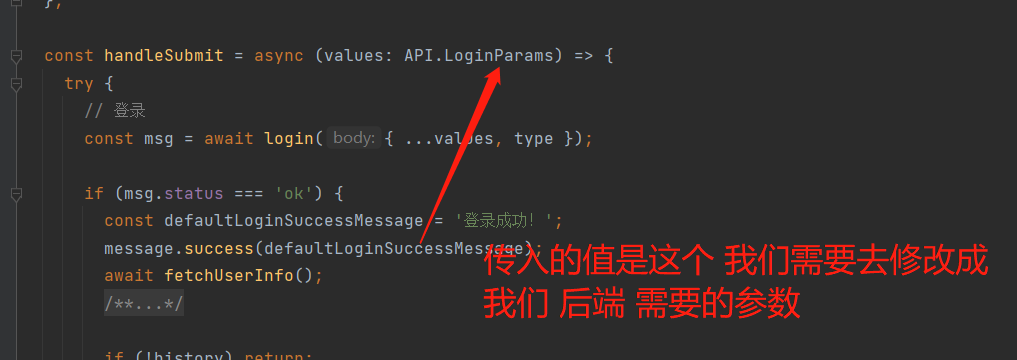 };
const handleSubmit = async (values: API.LoginParams) => {
try {
// 登录
const msg = await login( body: { ...values, type });
if (msg.status === 'ok') {
const defaultLoginSuccessMessage = '登录成功! ';
message.success(defaultLoginSuccessMessage);
传入的值是这个 我们需要去修改成
await fetchUserInfo();
我们 后端 需要的参数
/**...*/
if (!history) return;